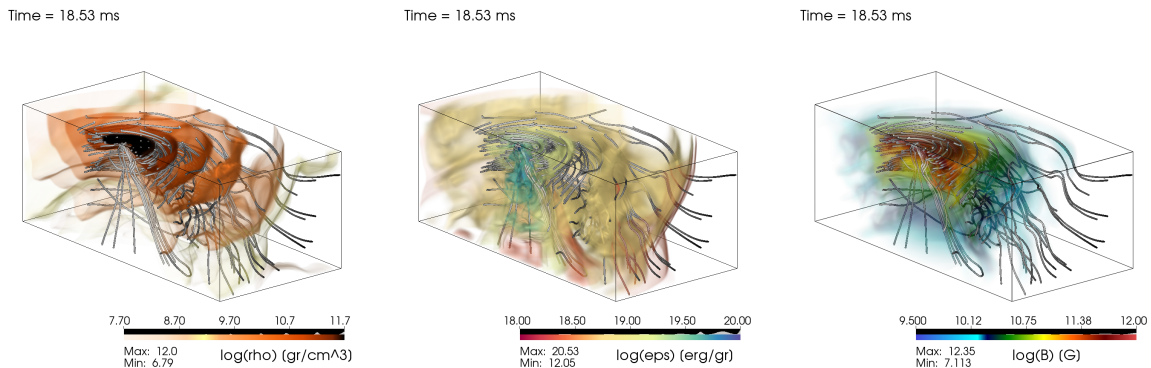 Time = 18.53 ms
7.70 8.70 9.70 10.7 11.7
Max: 12.0
Min: 6.79
log(rho) [gr/cm^3]
Time = 18.53 ms
18.00 18.50 19.00 19.50 20.00
Max: 20.53
Min: 12.05
log(eps) [erg/gr]
Time = 18.53 ms
9.500 10.12 10.75 11.38 12.00
Max: 12.35
Min: 7.113
log(B) [G]